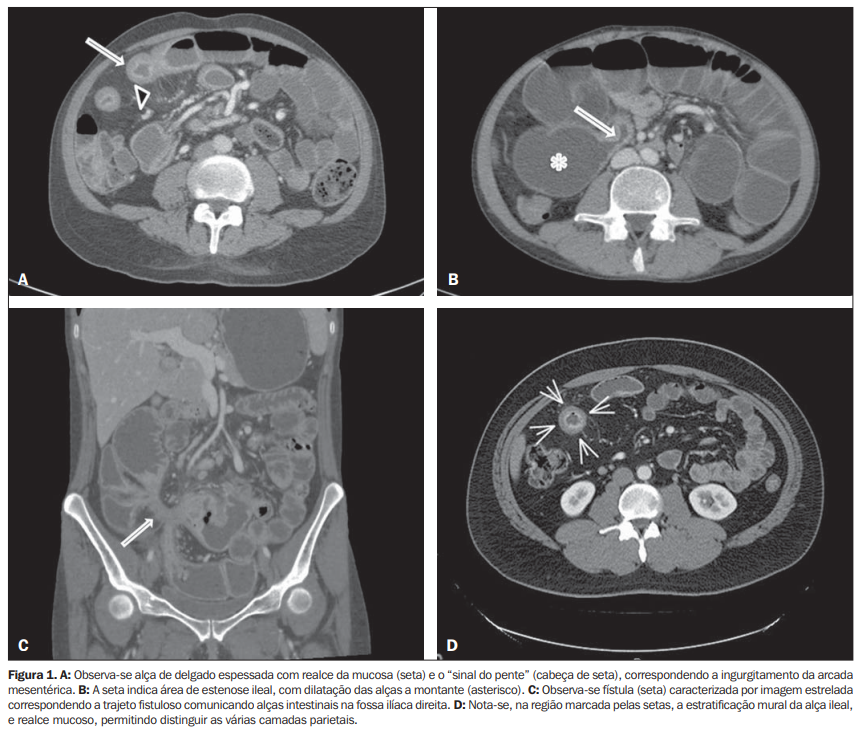 A
B
C
D
Figura 1. A: Observa-se alça de delgado espessada com realce da mucosa (seta) e o “sinal do pente” (cabeça de seta), correspondendo a ingurgitamento da arcada
mesentérica. B: A seta indica área de estenose ileal, com dilatação das alças a montante (asterisco). C: Observa-se fístula (seta) caracterizada por imagem estrelada
correspondendo a trajeto fistuloso comunicando alças intestinais na fossa ilíaca direita. D: Nota-se, na região marcada pelas setas, a estratificação mural da alça ileal,
e realce mucoso, permitindo distinguir as várias camadas parietais.